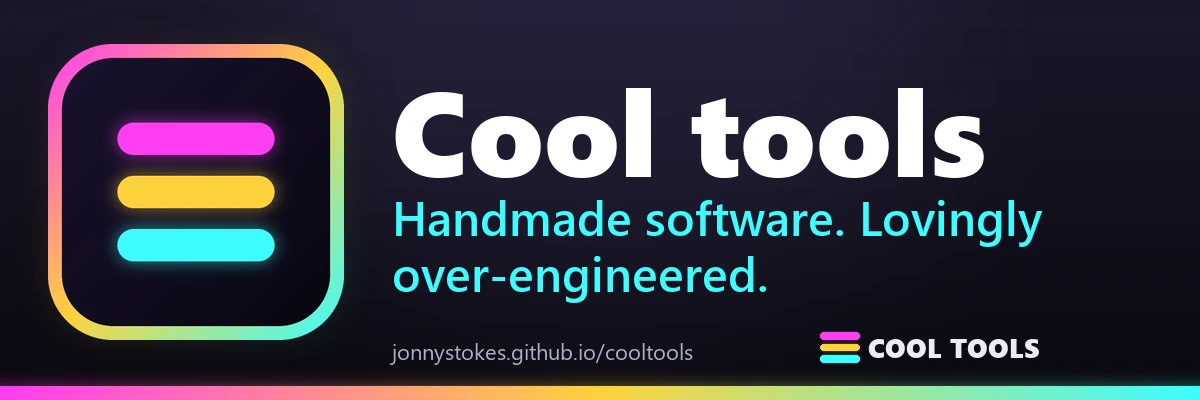 Cool tools
Handmade software. Lovingly
over-engineered.
jonnystokes.github.io/cooltools
COOL TOOLS